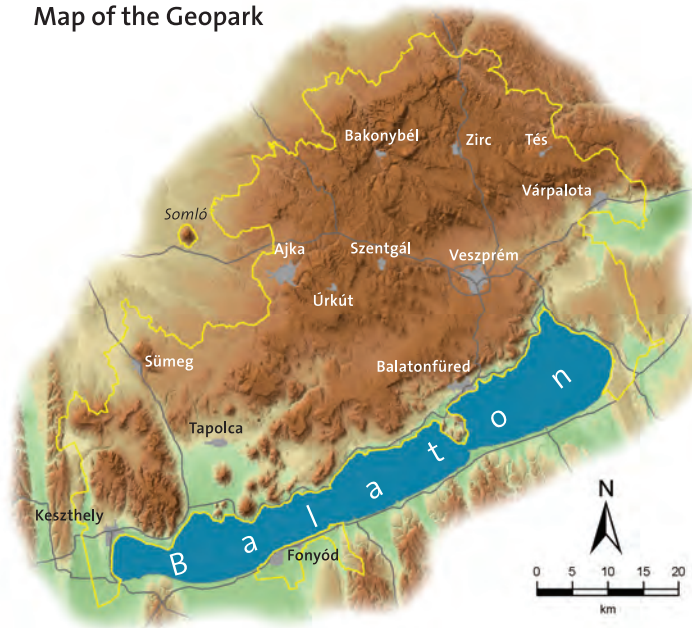 Map of the Geopark
Bakonybél
Zirc
Tés
Várpalota
Somló
Ajka
Szentgál
Veszprém
Úrkút
Sümeg
Balatonfüred
Tapolca
Keszthely
Balaton
Fonyód
N
0 5 10 15 20
km